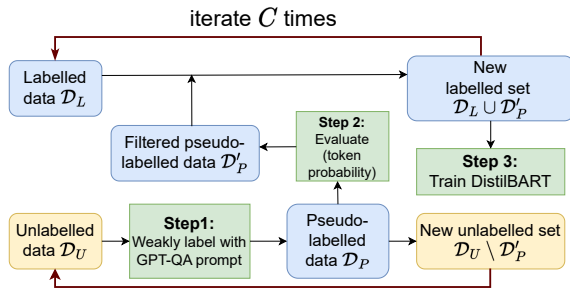 iterate C times
Labelled
data 𝒟_L
New
labelled set
𝒟_L ∪ 𝒟′_P
Filtered pseudo-
labelled data 𝒟′_P
Step 2:
Evaluate
(token
probability)
Step 3:
Train DistilBART
Unlabelled
data 𝒟_U
Step1:
Weakly label with
GPT-QA prompt
Pseudo-
labelled
data 𝒟_P
New unlabelled set
𝒟_U \ 𝒟′_P